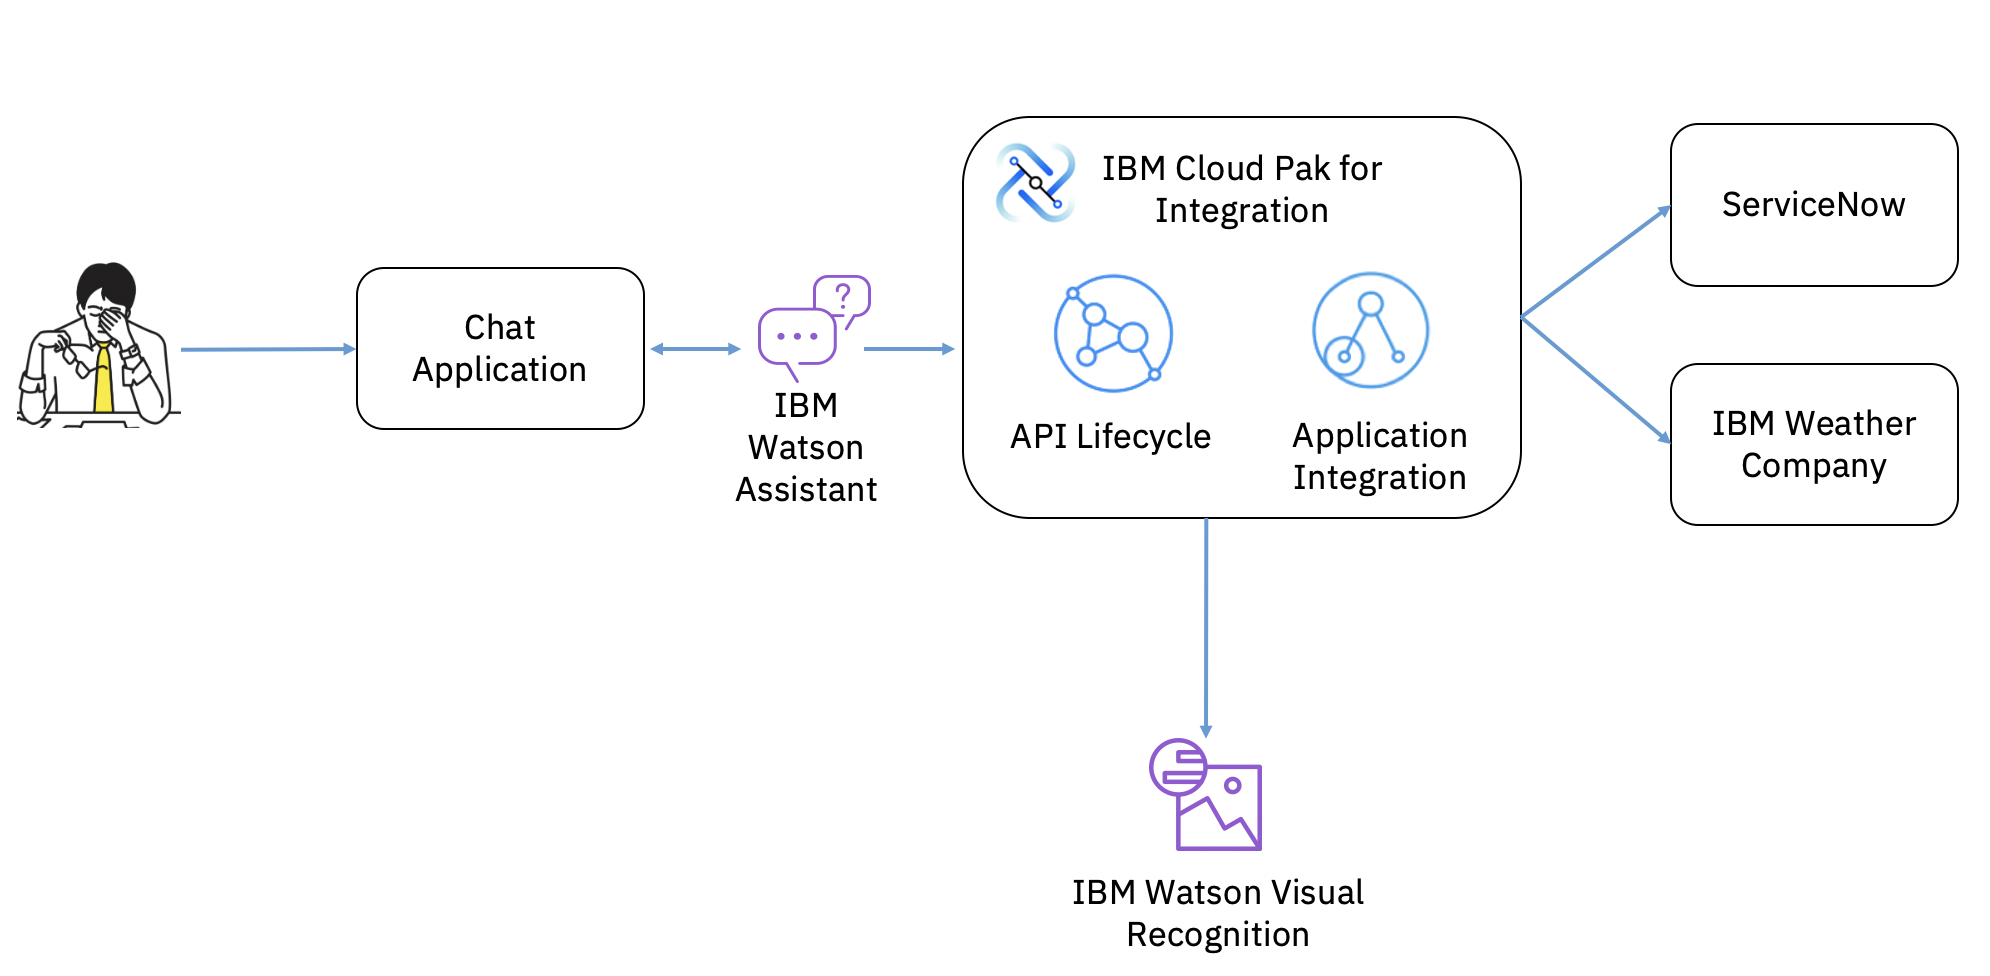 Chat
Application
?
IBM
Watson
Assistant
IBM Cloud Pak for
Integration
API Lifecycle
Application
Integration
ServiceNow
IBM Weather
Company
IBM Watson Visual
Recognition